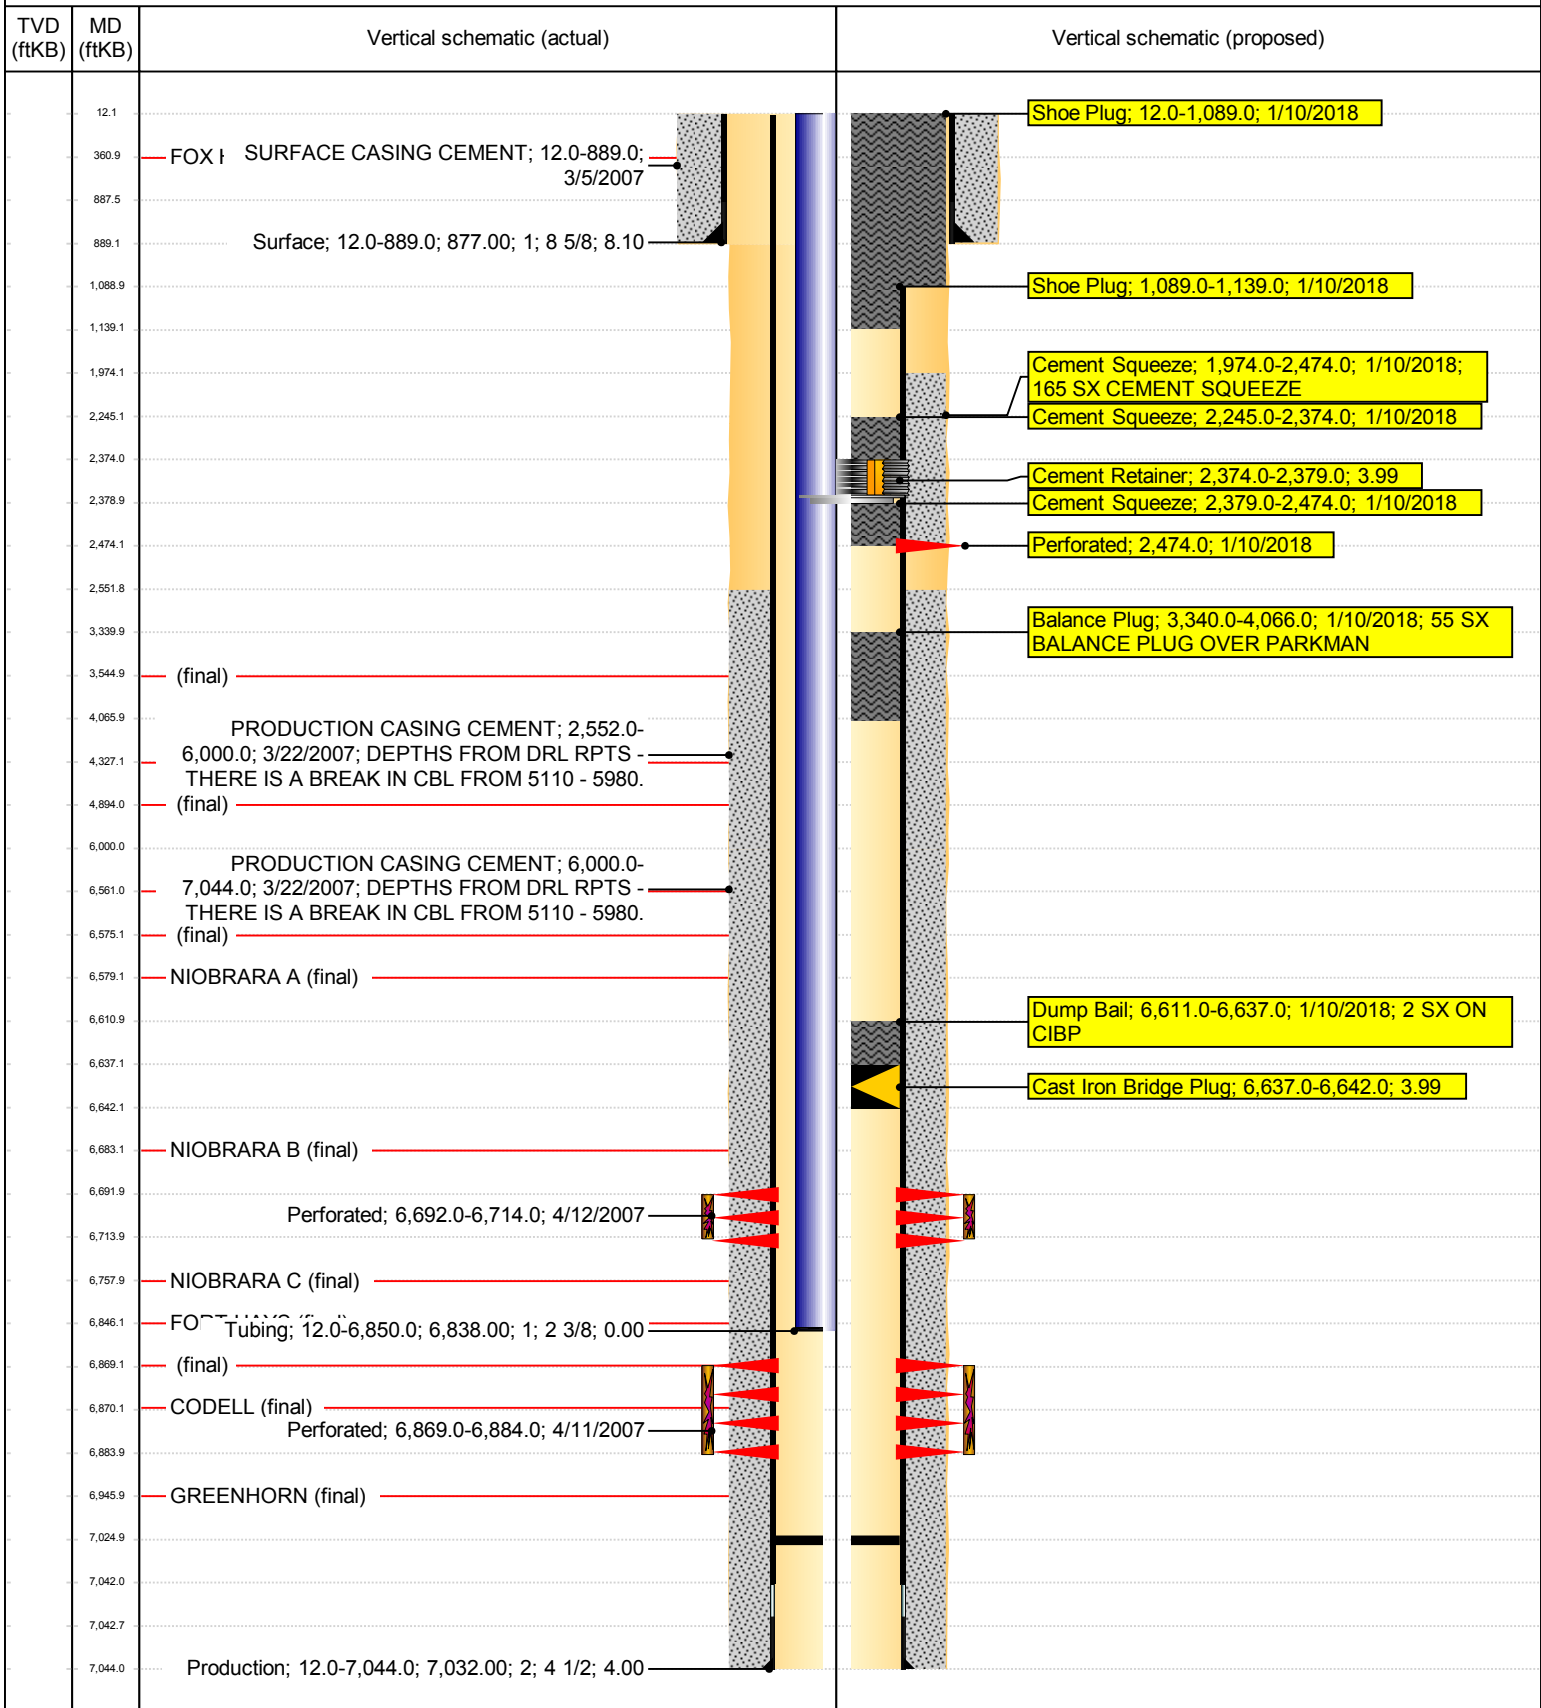 TVD
(ftKB)
MD
(ftKB)
Vertical schematic (actual)
Vertical schematic (proposed)
12.1
360.9
887.5
889.1
1,088.9
1,139.1
1,974.1
2,245.1
2,374.0
2,378.9
2,474.1
2,551.8
3,339.9
3,544.9
4,065.9
4,327.1
4,894.0
6,000.0
6,561.0
6,575.1
6,579.1
6,610.9
6,637.1
6,642.1
6,683.1
6,691.9
6,713.9
6,757.9
6,846.1
6,869.1
6,870.1
6,883.9
6,945.9
7,024.9
7,042.0
7,042.7
7,044.0
FOX
SURFACE CASING CEMENT; 12.0-889.0;
3/5/2007
Surface; 12.0-889.0; 877.00; 1; 8 5/8; 8.10
(final)
PRODUCTION CASING CEMENT; 2,552.0-
6,000.0; 3/22/2007; DEPTHS FROM DRL RPTS -
THERE IS A BREAK IN CBL FROM 5110 - 5980.
(final)
PRODUCTION CASING CEMENT; 6,000.0-
7,044.0; 3/22/2007; DEPTHS FROM DRL RPTS -
THERE IS A BREAK IN CBL FROM 5110 - 5980.
(final)
NIOBRARA A (final)
NIOBRARA B (final)
Perforated; 6,692.0-6,714.0; 4/12/2007
NIOBRARA C (final)
Tubing; 12.0-6,850.0; 6,838.00; 1; 2 3/8; 0.00
(final)
CODELL (final)
Perforated; 6,869.0-6,884.0; 4/11/2007
GREENHORN (final)
Production; 12.0-7,044.0; 7,032.00; 2; 4 1/2; 4.00
Shoe Plug; 12.0-1,089.0; 1/10/2018
Shoe Plug; 1,089.0-1,139.0; 1/10/2018
Cement Squeeze; 1,974.0-2,474.0; 1/10/2018;
165 SX CEMENT SQUEEZE
Cement Squeeze; 2,245.0-2,374.0; 1/10/2018
Cement Retainer; 2,374.0-2,379.0; 3.99
Cement Squeeze; 2,379.0-2,474.0; 1/10/2018
Perforated; 2,474.0; 1/10/2018
Balance Plug; 3,340.0-4,066.0; 1/10/2018; 55 SX
BALANCE PLUG OVER PARKMAN
Dump Bail; 6,611.0-6,637.0; 1/10/2018; 2 SX ON
CIBP
Cast Iron Bridge Plug; 6,637.0-6,642.0; 3.99